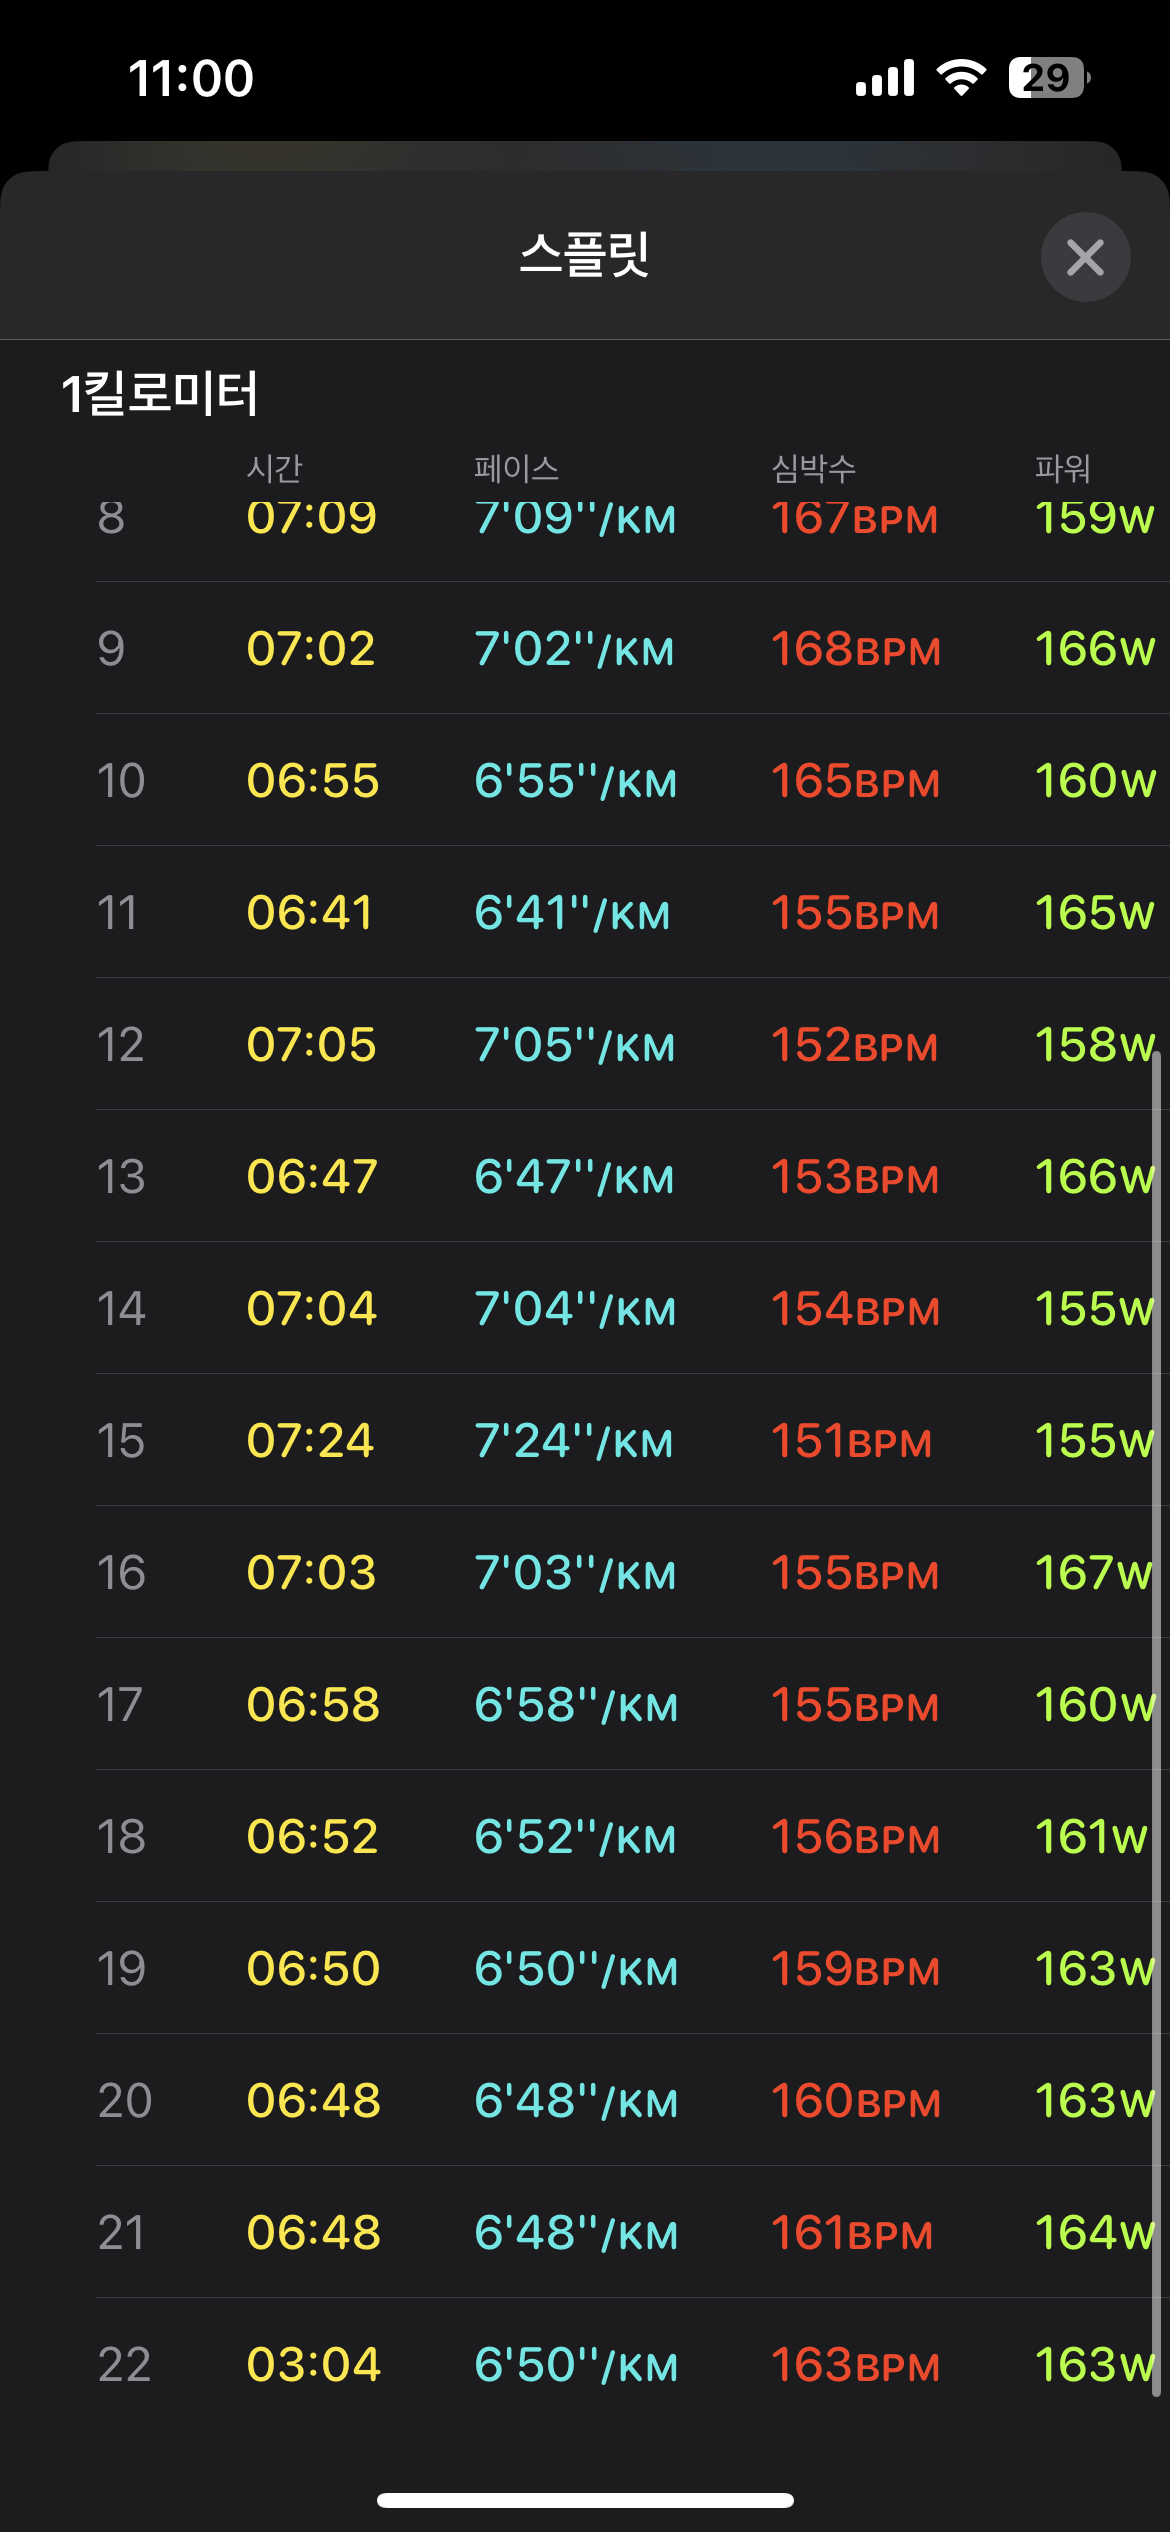 11:00
29
스플릿
1킬로미터
시간 페이스 심박수 파워
8 07:09 7'09''/KM 167BPM 159W
9 07:02 7'02''/KM 168BPM 166W
10 06:55 6'55''/KM 165BPM 160W
11 06:41 6'41''/KM 155BPM 165W
12 07:05 7'05''/KM 152BPM 158W
13 06:47 6'47''/KM 153BPM 166W
14 07:04 7'04''/KM 154BPM 155W
15 07:24 7'24''/KM 151BPM 155W
16 07:03 7'03''/KM 155BPM 167W
17 06:58 6'58''/KM 155BPM 160W
18 06:52 6'52''/KM 156BPM 161W
19 06:50 6'50''/KM 159BPM 163W
20 06:48 6'48''/KM 160BPM 163W
21 06:48 6'48''/KM 161BPM 164W
22 03:04 6'50''/KM 163BPM 163W